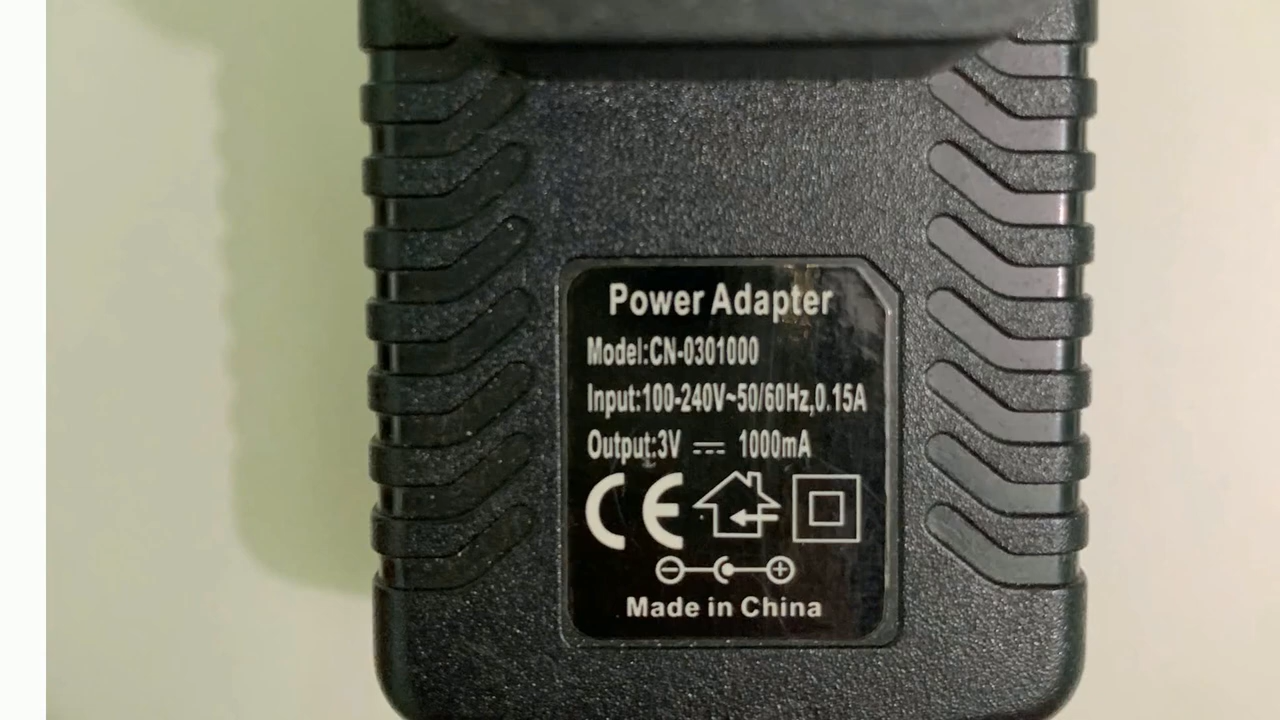 Power Adapter
Model:CN-0301000
Input:100-240V~50/60Hz,0.15A
Output:3V ⎓ 1000mA
CE
Made in China